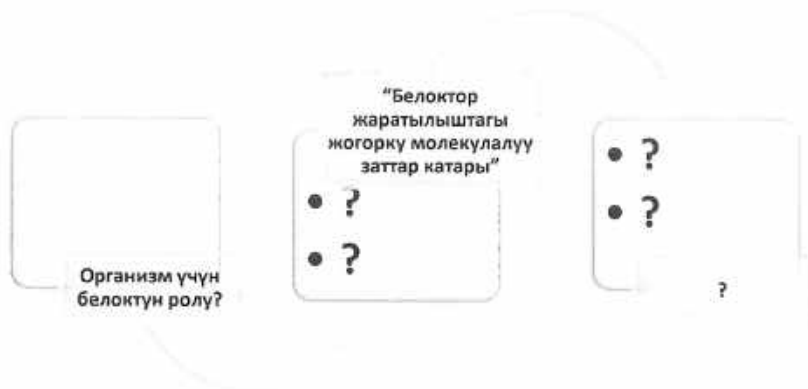 Организм үчүн
белоктун ролу?
"Белоктор
жаратылыштагы
жогорку молекулалуу
заттар катары"
• ?
• ?
• ?
• ?
?